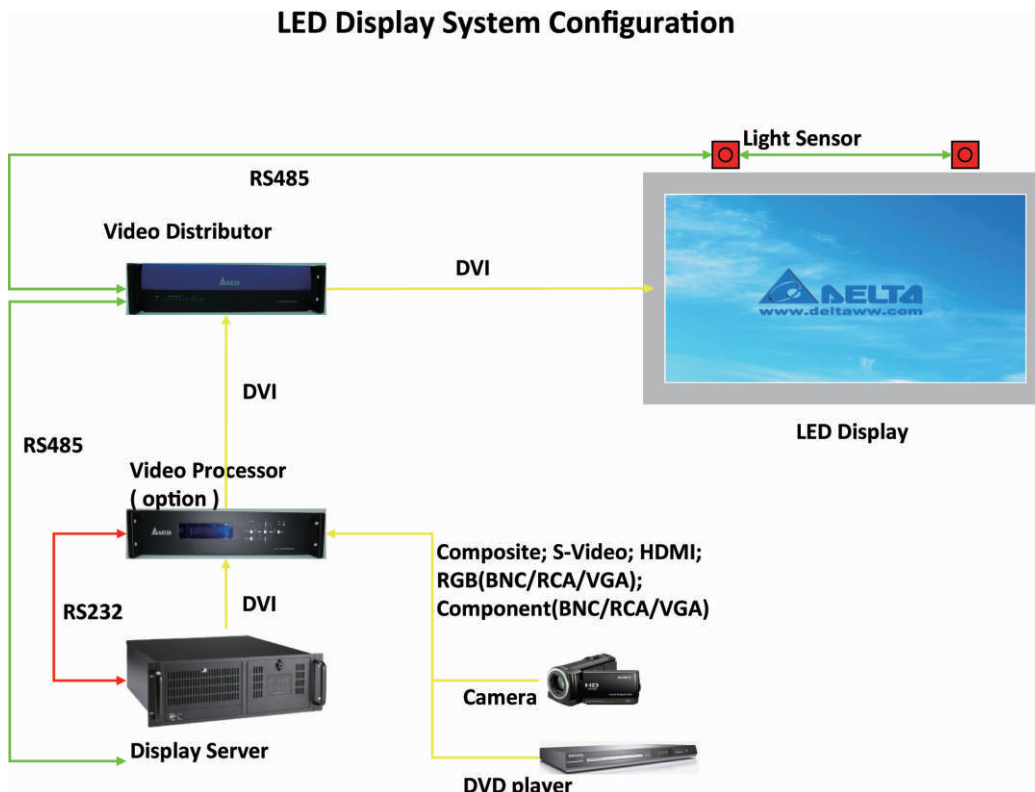 LED Display System Configuration
Light Sensor
RS485
Video Distributor
DELTA
DVI
DELTA
www.deltaww.com
DVI
LED Display
RS485
Video Processor
( option )
Composite; S-Video; HDMI;
RGB(BNC/RCA/VGA);
Component(BNC/RCA/VGA)
RS232
DVI
Camera
HD
Display Server
DVD player